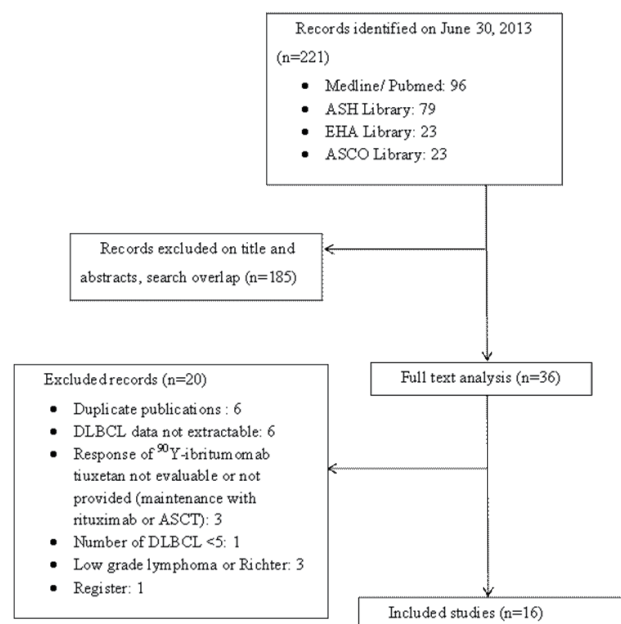 Records identified on June 30, 2013
(n=221)
• Medline/ Pubmed: 96
• ASH Library: 79
• EHA Library: 23
• ASCO Library: 23
Records excluded on title and
abstracts, search overlap (n=185)
Full text analysis (n=36)
Excluded records (n=20)
• Duplicate publications : 6
• DLBCL data not extractable: 6
• Response of ⁹⁰Y-ibritumomab
tiuxetan not evaluable or not
provided (maintenance with
rituximab or ASCT): 3
• Number of DLBCL <5: 1
• Low grade lymphoma or Richter: 3
• Register: 1
Included studies (n=16)